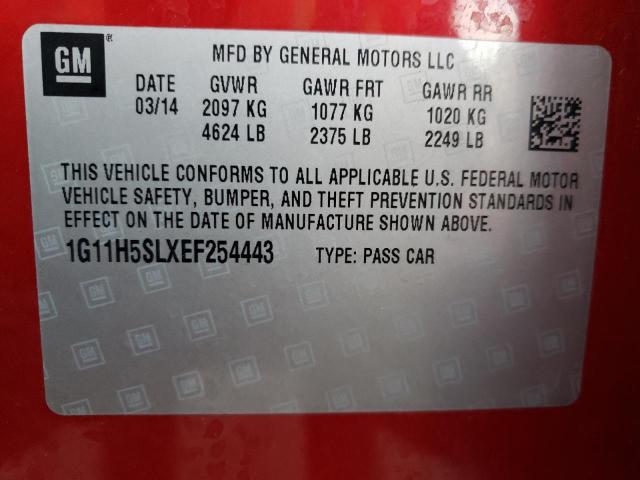 GM ®
MFD BY GENERAL MOTORS LLC
DATE GVWR GAWR FRT GAWR RR
03/14 2097 KG 1077 KG 1020 KG
4624 LB 2375 LB 2249 LB
THIS VEHICLE CONFORMS TO ALL APPLICABLE U.S. FEDERAL MOTOR
VEHICLE SAFETY, BUMPER, AND THEFT PREVENTION STANDARDS IN
EFFECT ON THE DATE OF MANUFACTURE SHOWN ABOVE.
1G11H5SLXEF254443 TYPE: PASS CAR